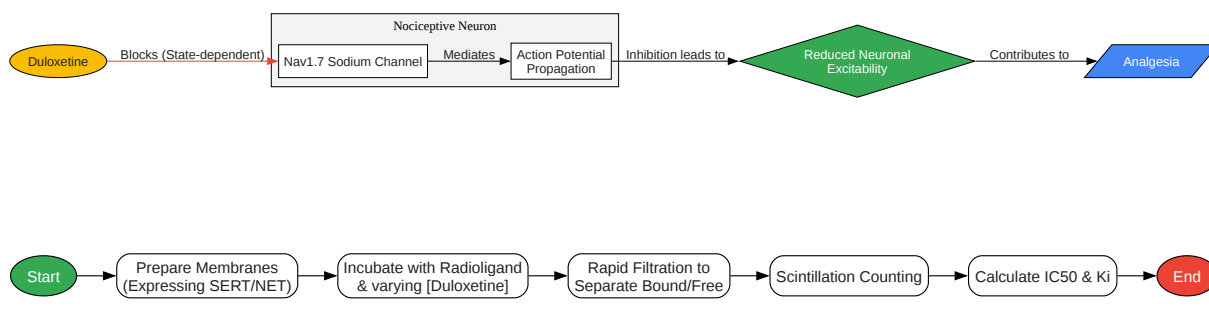 Nociceptive Neuron
Duloxetine
Blocks (State-dependent)
Nav1.7 Sodium Channel
Mediates
Action Potential
Propagation
Inhibition leads to
Reduced Neuronal
Excitability
Contributes to
Analgesia
Start
Prepare Membranes
(Expressing SERT/NET)
Incubate with Radioligand
& varying [Duloxetine]
Rapid Filtration to
Separate Bound/Free
Scintillation Counting
Calculate IC50 & Ki
End